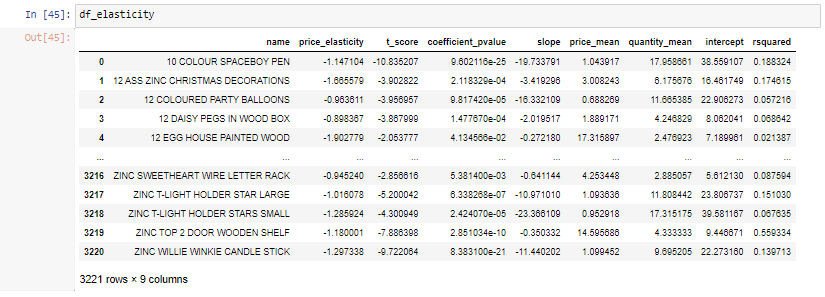 In [45]: df_elasticity
Out[45]:
name price_elasticity t_score coefficient_pvalue slope price_mean quantity_mean intercept rsquared
0 10 COLOUR SPACEBOY PEN -1.147104 -10.835207 9.602116e-25 -19.733791 1.043917 17.958661 38.559107 0.188324
1 12 ASS ZINC CHRISTMAS DECORATIONS -1.665579 -3.902822 2.118329e-04 -3.419296 3.008243 6.175676 16.461749 0.174615
2 12 COLOURED PARTY BALLOONS -0.963611 -3.956957 9.817420e-05 -16.332109 0.688269 11.665385 22.906273 0.057216
3 12 DAISY PEGS IN WOOD BOX -0.898367 -3.867999 1.477670e-04 -2.019517 1.889171 4.246829 8.062041 0.068642
4 12 EGG HOUSE PAINTED WOOD -1.902779 -2.053777 4.134566e-02 -0.272180 17.315897 2.476923 7.189961 0.021387
... ... ... ... ... ... ... ... ... ...
3216 ZINC SWEETHEART WIRE LETTER RACK -0.945240 -2.856616 5.381400e-03 -0.641144 4.253448 2.885057 5.612130 0.087594
3217 ZINC T-LIGHT HOLDER STAR LARGE -1.016078 -5.200042 6.338268e-07 -10.971010 1.093636 11.808442 23.806737 0.151030
3218 ZINC T-LIGHT HOLDER STARS SMALL -1.285924 -4.300949 2.424070e-05 -23.366109 0.952918 17.315175 39.581167 0.067635
3219 ZINC TOP 2 DOOR WOODEN SHELF -1.180001 -7.886398 2.851034e-10 -0.350332 14.595686 4.333333 9.446671 0.559334
3220 ZINC WILLIE WINKIE CANDLE STICK -1.297338 -9.722064 8.383100e-21 -11.440202 1.099452 9.695205 22.273160 0.139713
3221 rows × 9 columns